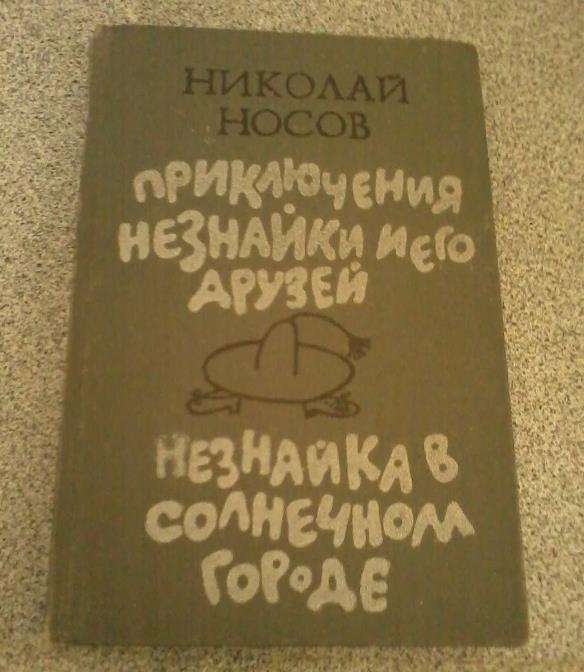 НИКОЛАЙ
НОСОВ
ПРИКЛЮЧЕНИЯ
НЕЗНАЙКИ И ЕГО
ДРУЗЕЙ
НЕЗНАЙКА В
СОЛНЕЧНОМ
ГОРОДЕ